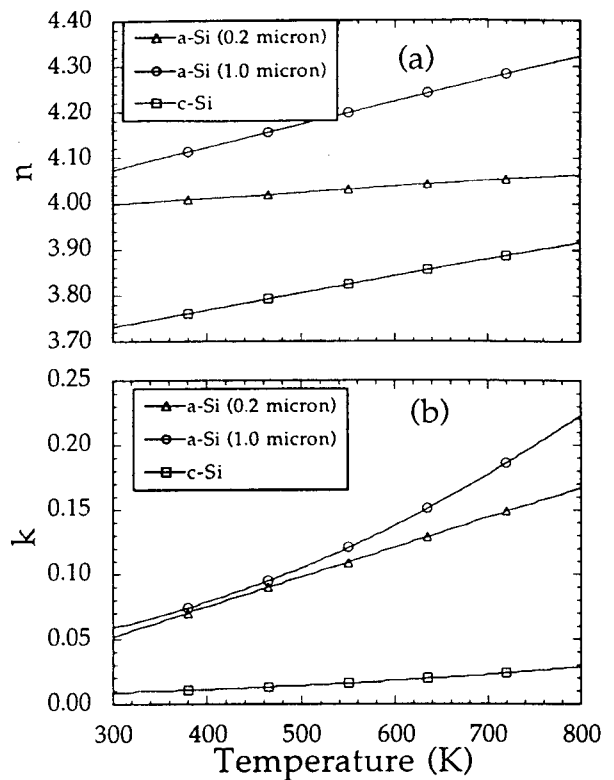 4.40
4.30
4.20
4.10
4.00
3.90
3.80
3.70
n
a-Si (0.2 micron)
a-Si (1.0 micron)
c-Si
(a)
0.25
0.20
0.15
0.10
0.05
0.00
k
a-Si (0.2 micron)
a-Si (1.0 micron)
c-Si
(b)
300 400 500 600 700 800
Temperature (K)